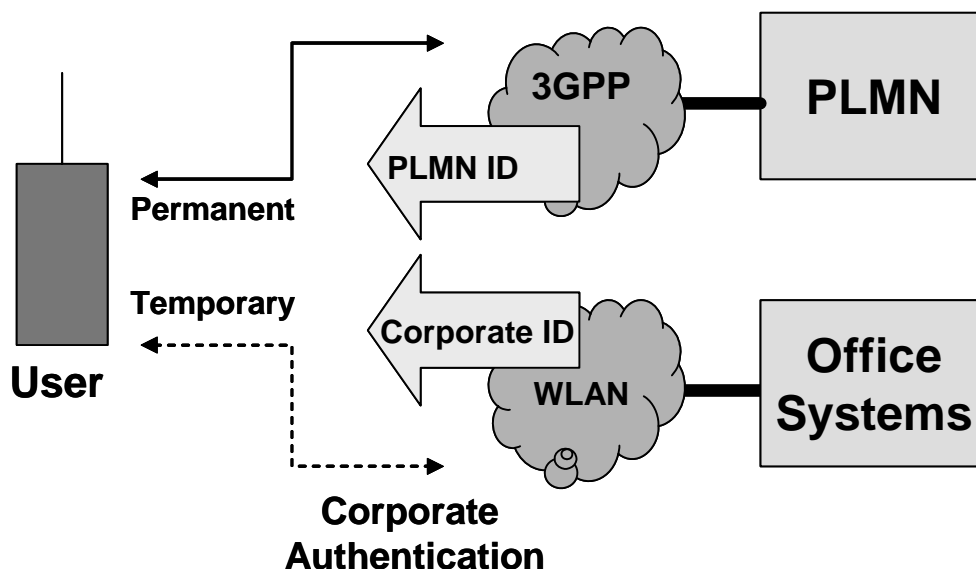 3GPP
PLMN
PLMN ID
Permanent
Temporary
Corporate ID
User
WLAN
Office
Systems
Corporate
Authentication